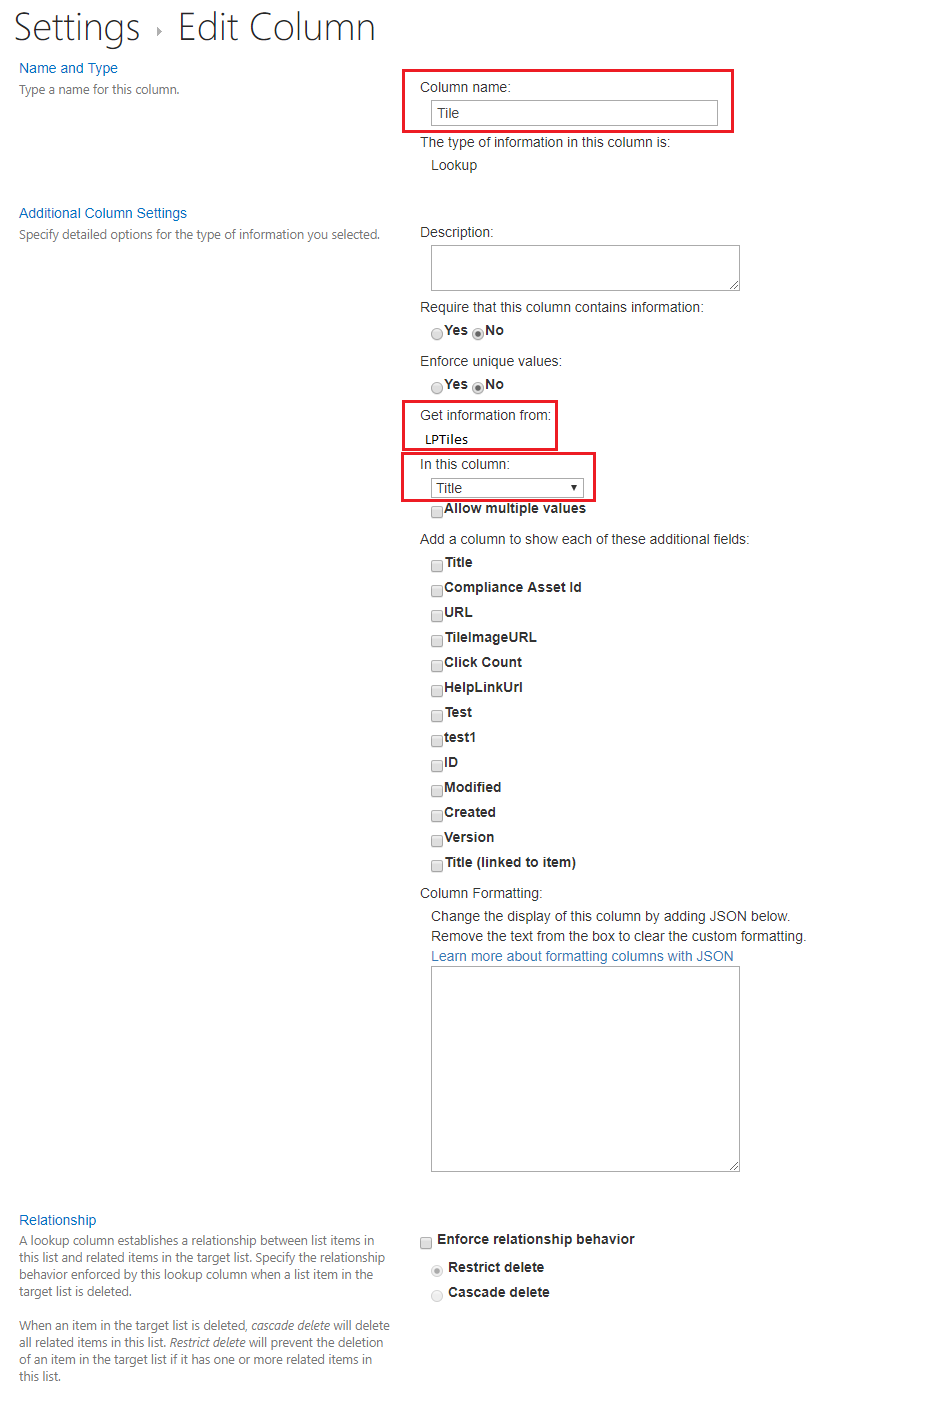 Settings ▸ Edit Column
Name and Type
Type a name for this column.
Column name:
Tile
The type of information in this column is:
Lookup
Additional Column Settings
Specify detailed options for the type of information you selected.
Description:
Require that this column contains information:
Yes No
Enforce unique values:
Yes No
Get information from:
LPTiles
In this column:
Title
Allow multiple values
Add a column to show each of these additional fields:
Title
Compliance Asset Id
URL
TileImageURL
Click Count
HelpLinkUrl
Test
test1
ID
Modified
Created
Version
Title (linked to item)
Column Formatting:
Change the display of this column by adding JSON below.
Remove the text from the box to clear the custom formatting.
Learn more about formatting columns with JSON
Relationship
A lookup column establishes a relationship between list items in
this list and related items in the target list. Specify the relationship
behavior enforced by this lookup column when a list item in the
target list is deleted.
When an item in the target list is deleted, cascade delete will delete
all related items in this list. Restrict delete will prevent the deletion
of an item in the target list if it has one or more related items in
this list.
Enforce relationship behavior
Restrict delete
Cascade delete